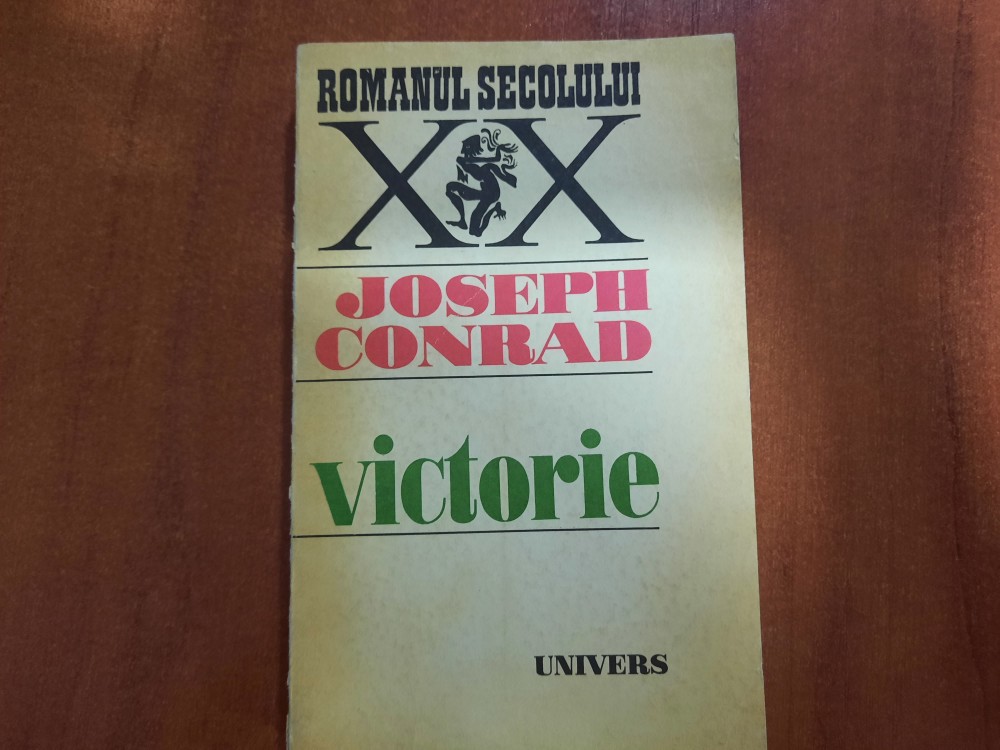 ROMANUL SECOLULUI
XX
JOSEPH
CONRAD
victorie
UNIVERS